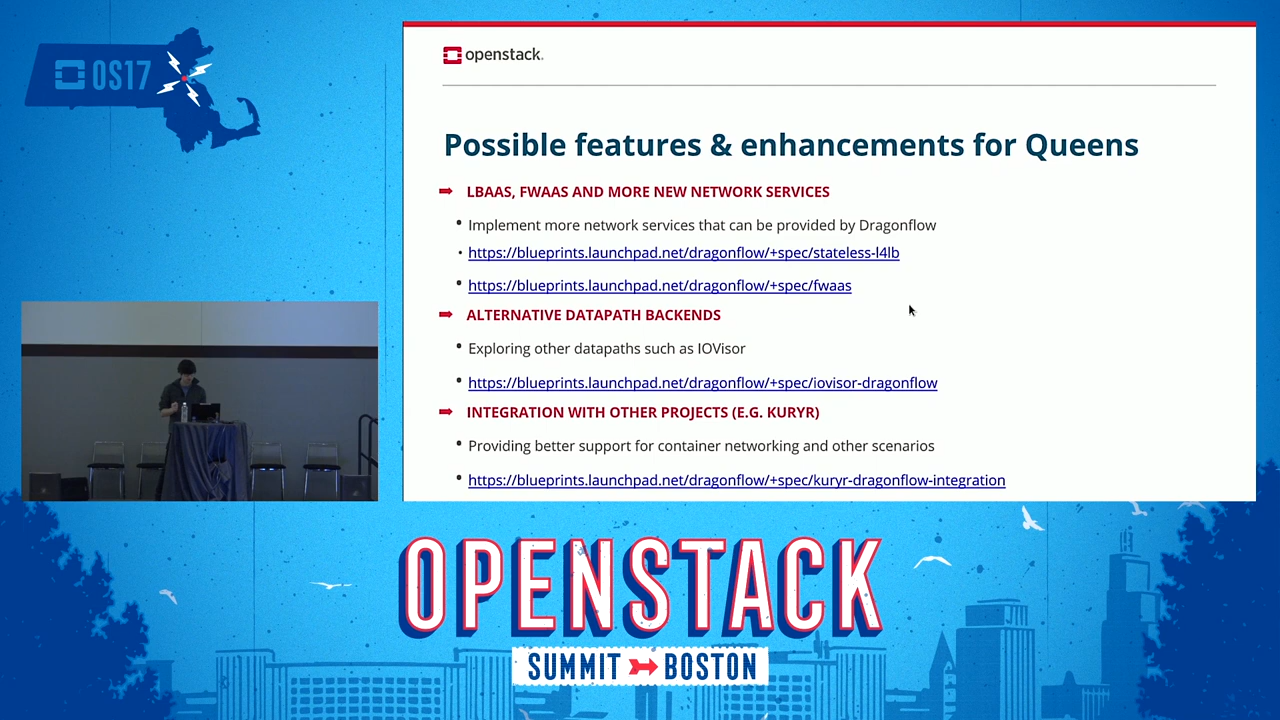 OS17
openstack.
Possible features & enhancements for Queens
LBAAS, FWAAS AND MORE NEW NETWORK SERVICES
• Implement more network services that can be provided by Dragonflow
• https://blueprints.launchpad.net/dragonflow/+spec/stateless-l4lb
• https://blueprints.launchpad.net/dragonflow/+spec/fwaas
ALTERNATIVE DATAPATH BACKENDS
• Exploring other datapaths such as IOVisor
• https://blueprints.launchpad.net/dragonflow/+spec/iovisor-dragonflow
INTEGRATION WITH OTHER PROJECTS (E.G. KURYR)
• Providing better support for container networking and other scenarios
• https://blueprints.launchpad.net/dragonflow/+spec/kuryr-dragonflow-integration
OPENSTACK
SUMMIT BOSTON